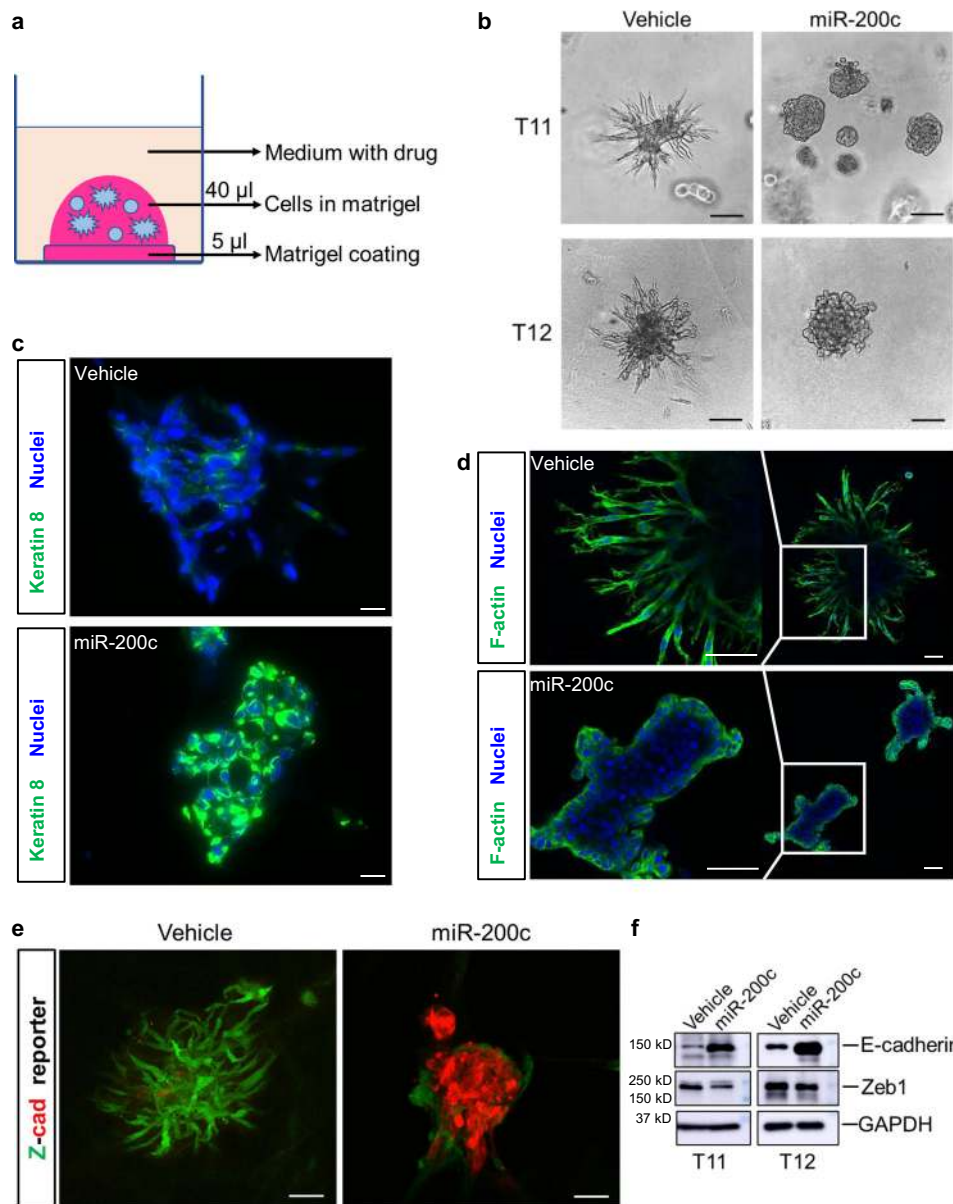 a
Medium with drug
40 µl
Cells in matrigel
5 µl
Matrigel coating
b
Vehicle
miR-200c
T11
T12
c
Keratin 8 Nuclei
Vehicle
Keratin 8 Nuclei
miR-200c
d
F-actin Nuclei
Vehicle
F-actin Nuclei
miR-200c
e
Vehicle
miR-200c
Z-cad reporter
f
Vehicle
miR-200c
Vehicle
miR-200c
150 kD
E-cadherin
250 kD
150 kD
Zeb1
37 kD
GAPDH
T11
T12